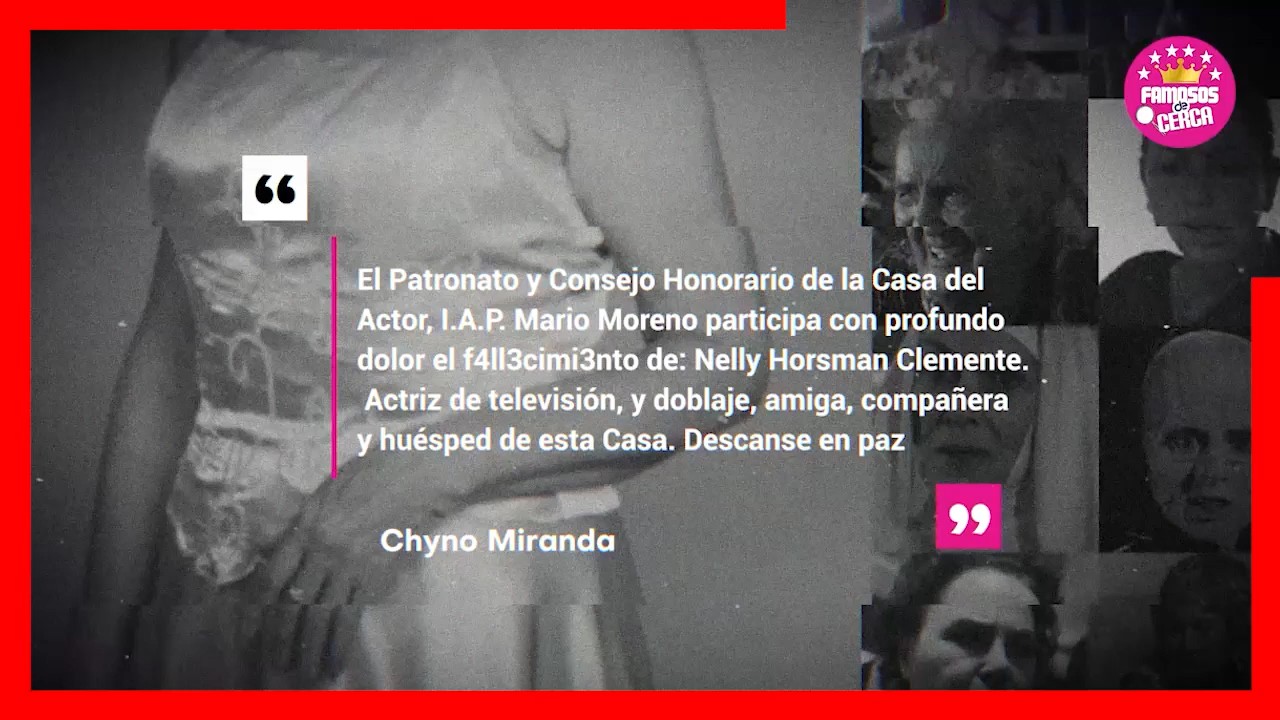 FAMOSOS
de
CERCA
“
El Patronato y Consejo Honorario de la Casa del
Actor, I.A.P. Mario Moreno participa con profundo
dolor el f4ll3cimi3nto de: Nelly Horsman Clemente.
Actriz de televisión, y doblaje, amiga, compañera
y huésped de esta Casa. Descanse en paz
”
Chyno Miranda